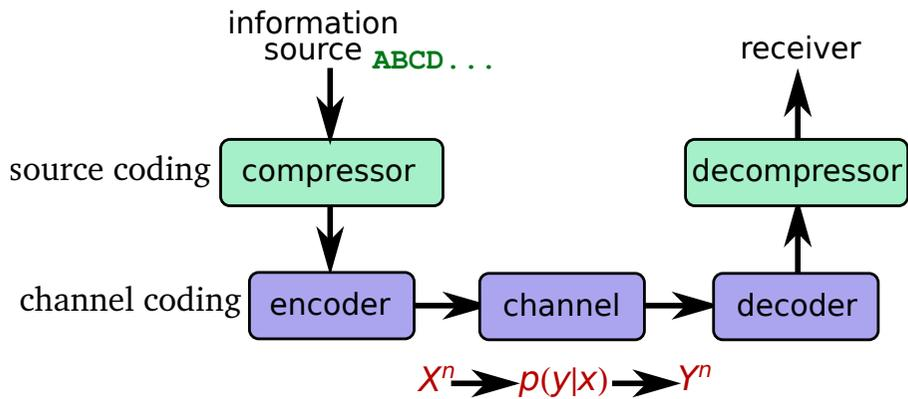 information
source ABCD...
receiver
source coding
compressor
decompressor
channel coding
encoder
channel
decoder
Xⁿ p(y|x) Yⁿ